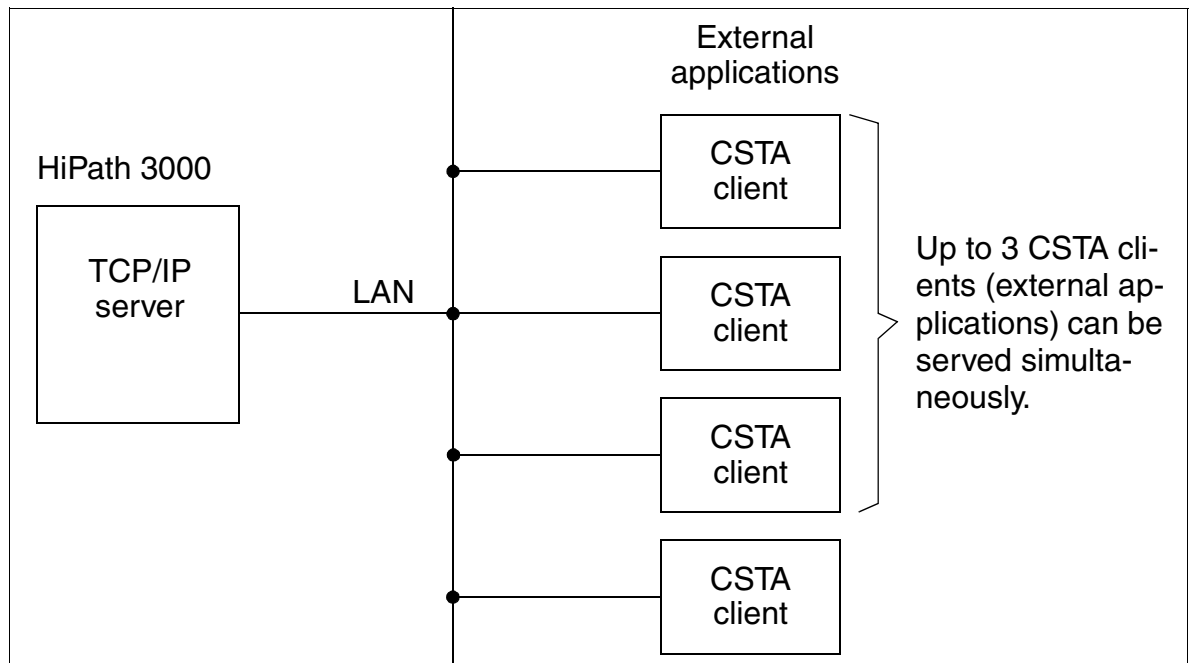 External
applications
HiPath 3000
TCP/IP
server
LAN
CSTA
client
CSTA
client
CSTA
client
CSTA
client
Up to 3 CSTA cli-
ents (external ap-
plications) can be
served simulta-
neously.